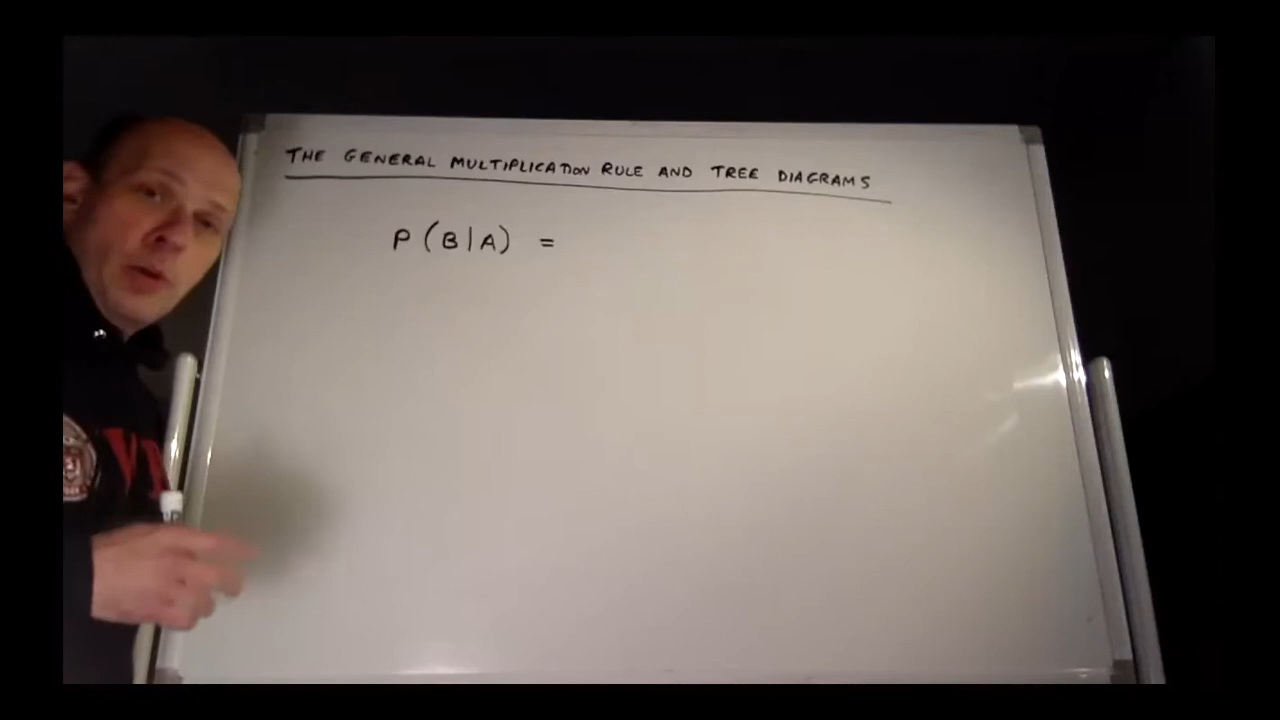 THE GENERAL MULTIPLICATION RULE AND TREE DIAGRAMS
P(B|A) =